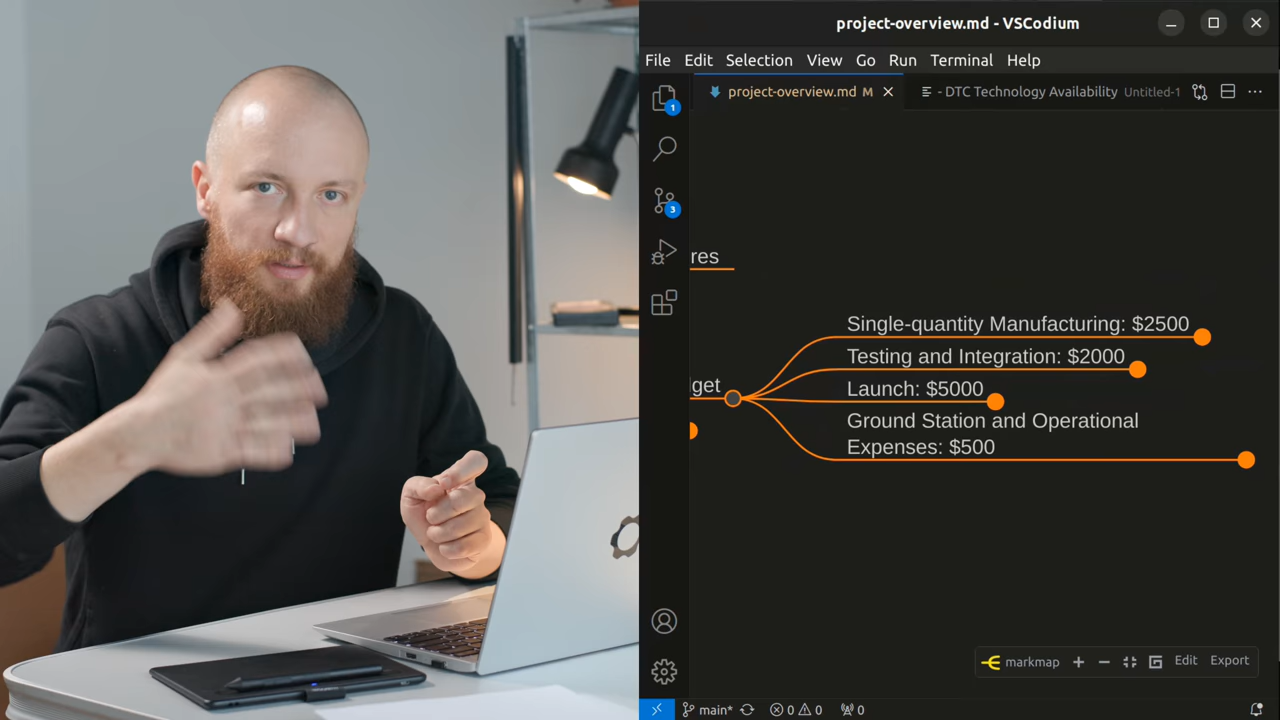 project-overview.md - VSCodium
File Edit Selection View Go Run Terminal Help
project-overview.md M
- DTC Technology Availability Untitled-1
1
3
res
get
Single-quantity Manufacturing: $2500
Testing and Integration: $2000
Launch: $5000
Ground Station and Operational
Expenses: $500
markmap + − Edit Export
main* 0 0 0